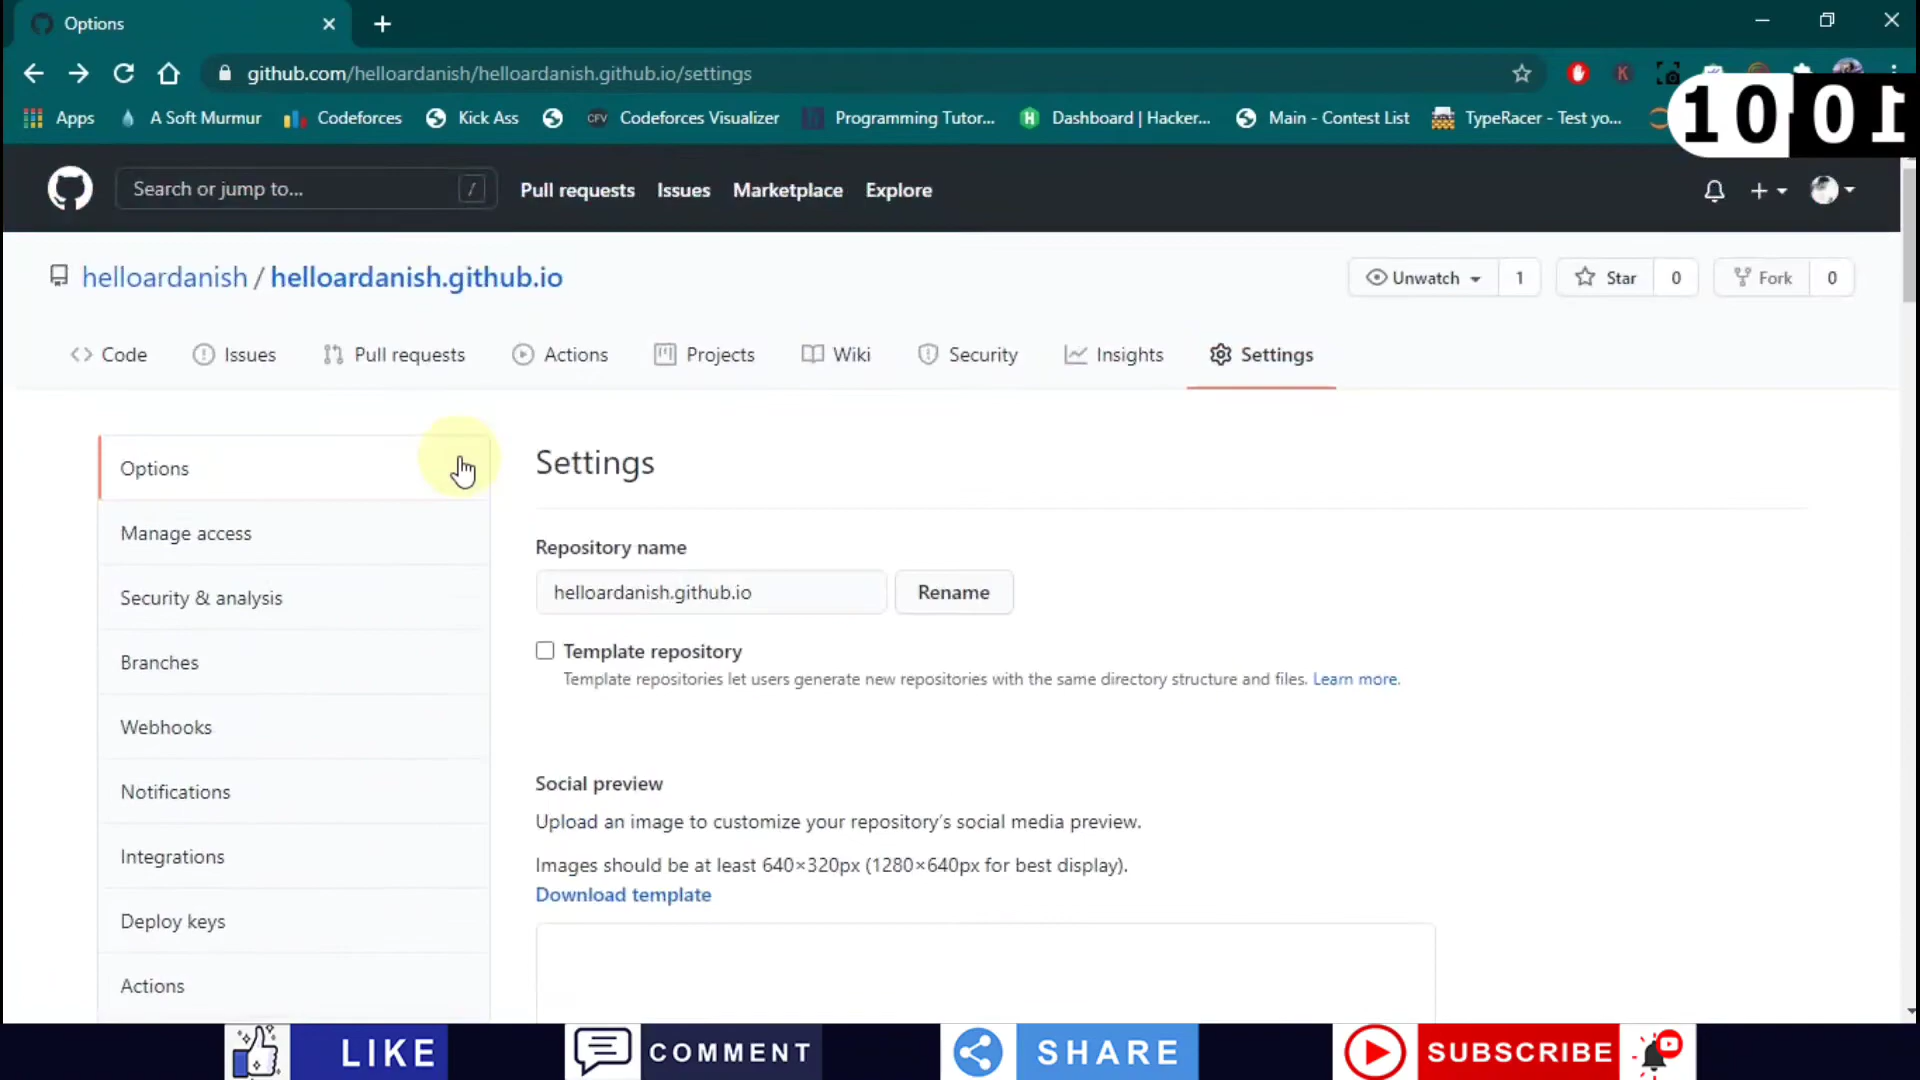 Options
github.com/helloardanish/helloardanish.github.io/settings
Apps A Soft Murmur Codeforces Kick Ass CFV Codeforces Visualizer Programming Tutor... Dashboard | Hacker... Main - Contest List TypeRacer - Test yo...
10 01
Search or jump to... / Pull requests Issues Marketplace Explore
helloardanish / helloardanish.github.io Unwatch 1 Star 0 Fork 0
Code Issues Pull requests Actions Projects Wiki Security Insights Settings
Options
Manage access
Security & analysis
Branches
Webhooks
Notifications
Integrations
Deploy keys
Actions
Settings
Repository name
helloardanish.github.io Rename
Template repository
Template repositories let users generate new repositories with the same directory structure and files. Learn more.
Social preview
Upload an image to customize your repository’s social media preview.
Images should be at least 640×320px (1280×640px for best display).
Download template
LIKE COMMENT SHARE SUBSCRIBE